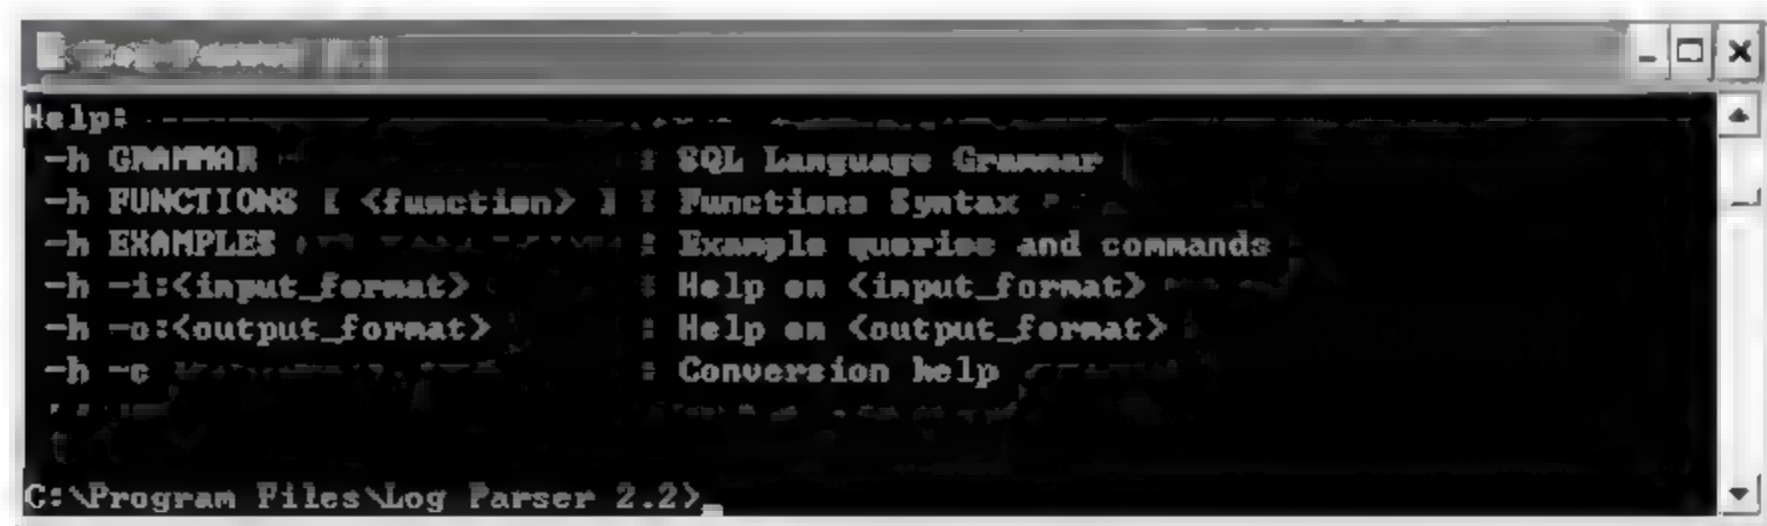 Help:
-h GRAMMAR : SQL Language Grammar
-h FUNCTIONS [ <function> ] : Functions Syntax
-h EXAMPLES : Example queries and commands
-h -i:<input_format> : Help on <input_format>
-h -o:<output_format> : Help on <output_format>
-h -c : Conversion help
C:\Program Files\Log Parser 2.2>_